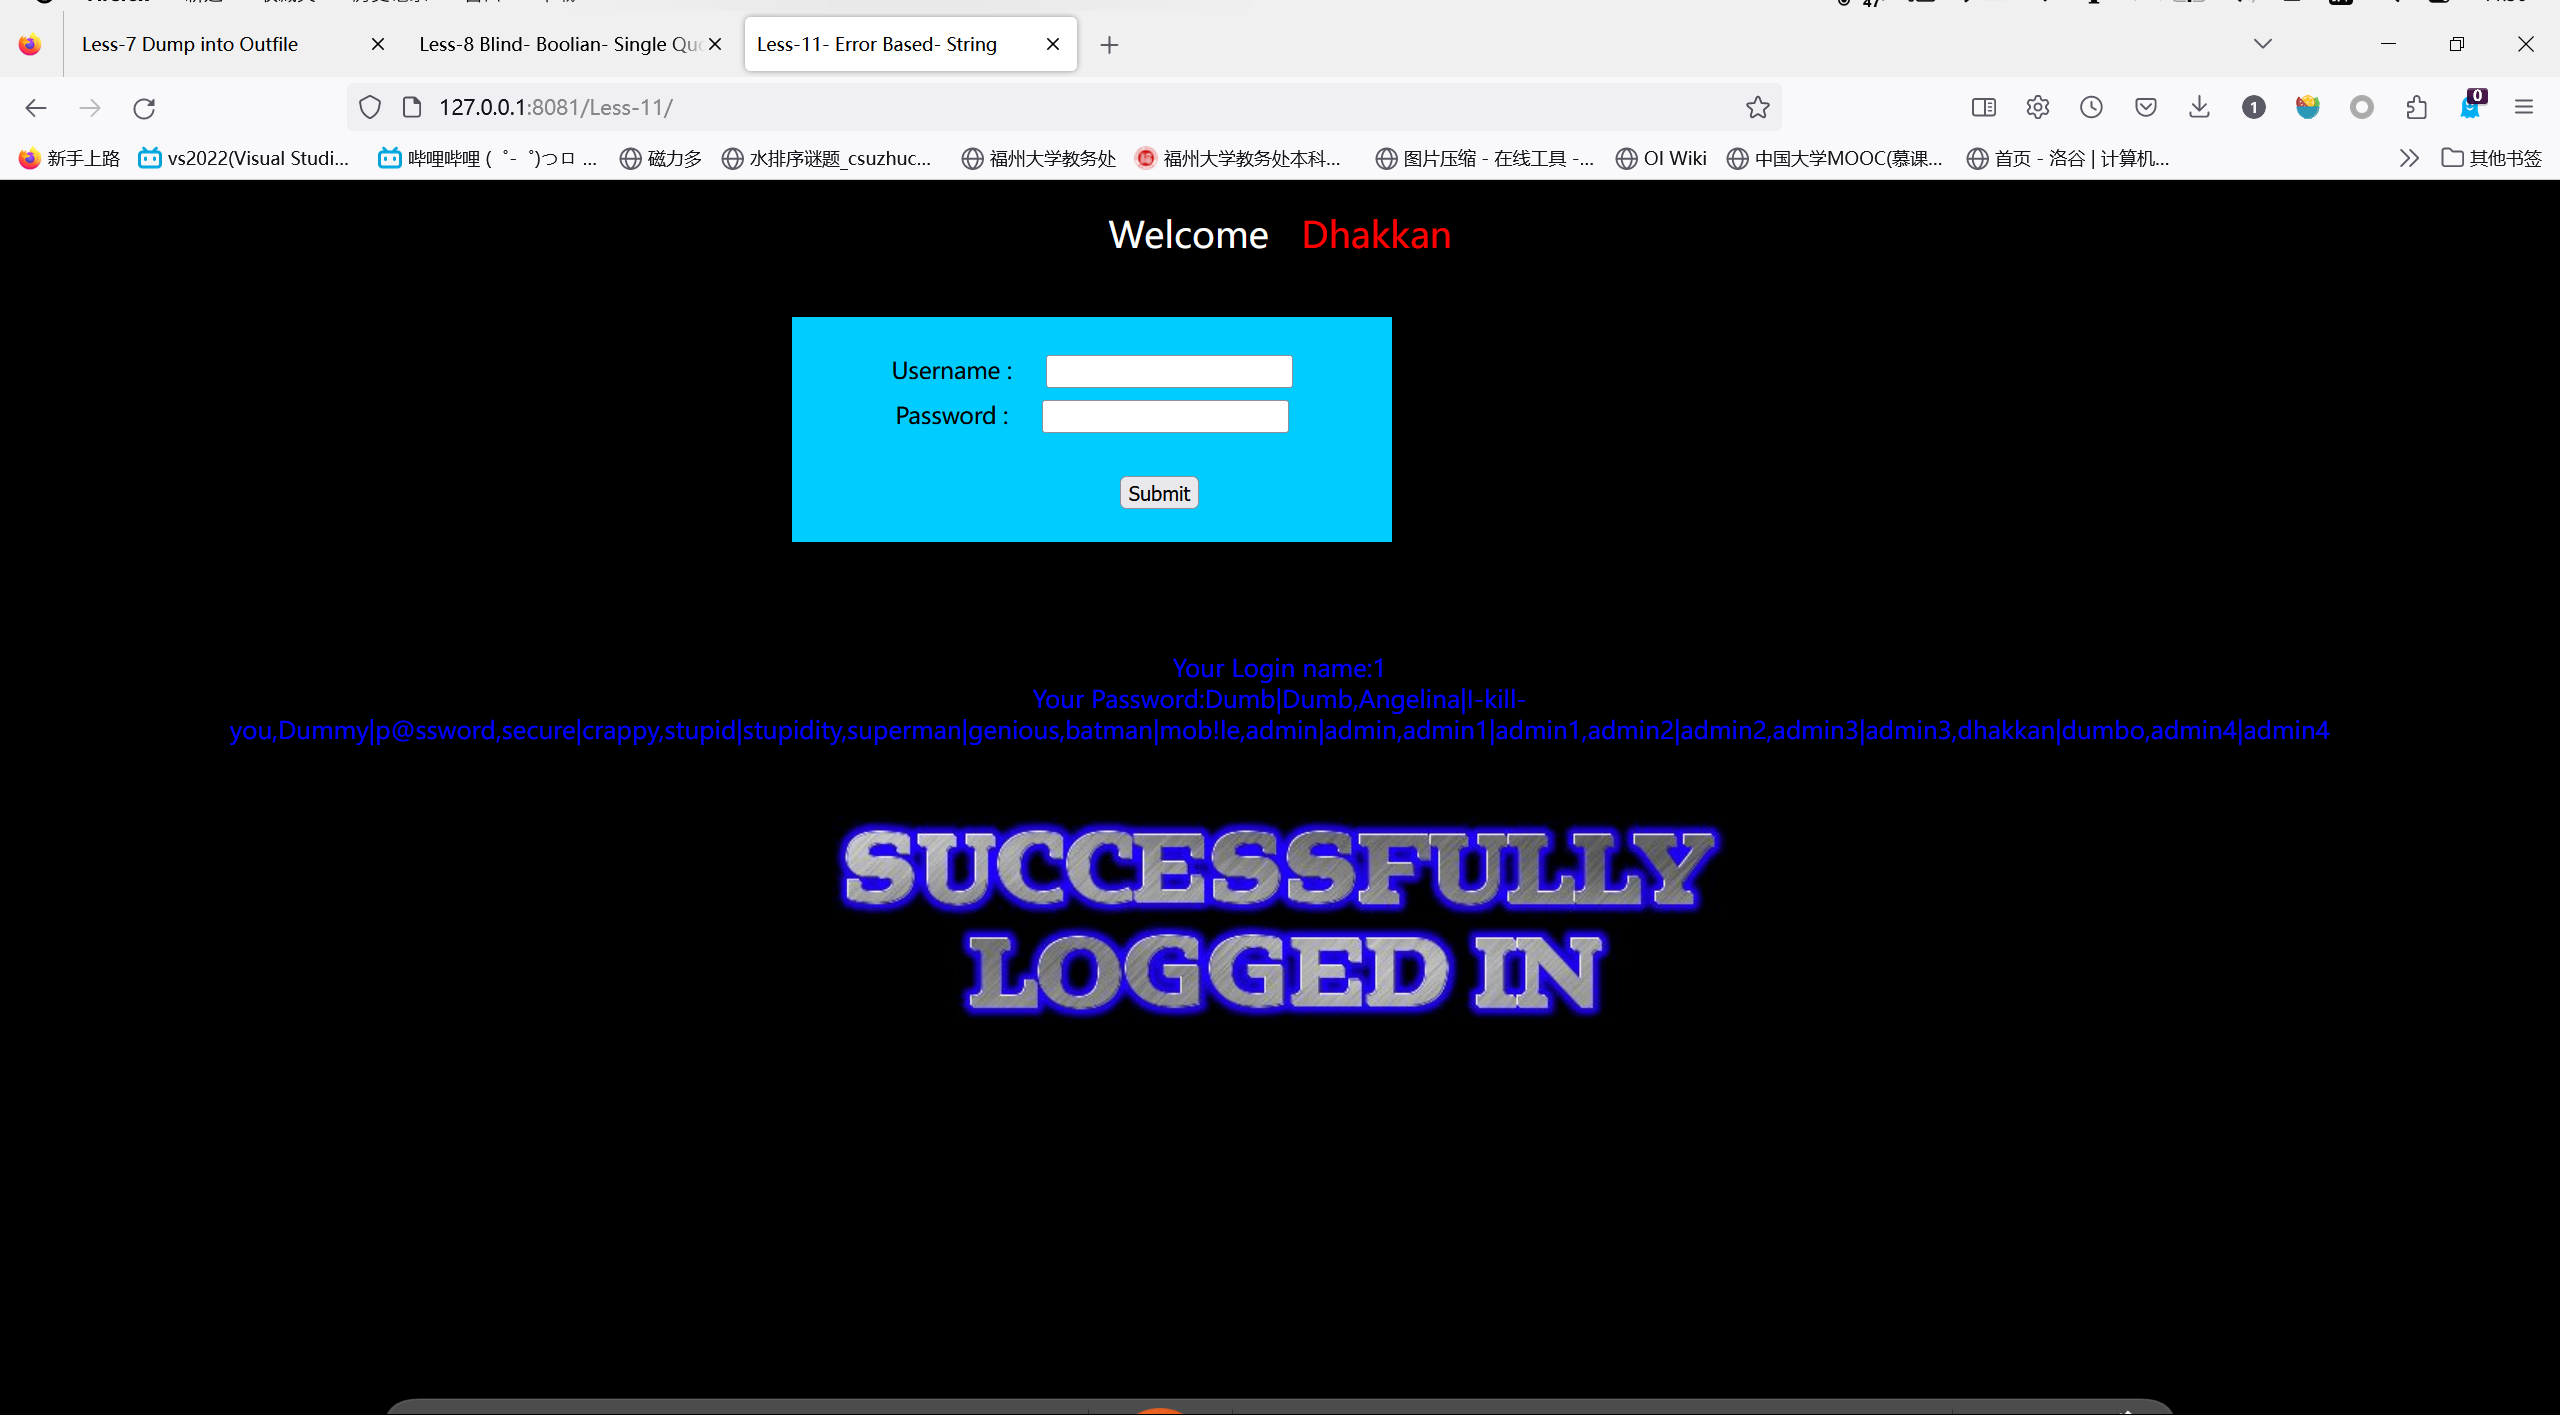 Less-7 Dump into Outfile
Less-8 Blind- Boolian- Single Quo
Less-11- Error Based- String
127.0.0.1:8081/Less-11/
1
0
新手上路
vs2022(Visual Studi...
哔哩哔哩 ( ゜- ゜)つロ ...
磁力多
水排序谜题_csuzhuc...
福州大学教务处
福州大学教务处本科...
图片压缩 - 在线工具 -...
OI Wiki
中国大学MOOC(慕课...
首页 - 洛谷 | 计算机...
其他书签
Welcome Dhakkan
Username :
Password :
Submit
Your Login name:1
Your Password:Dumb|Dumb,Angelina|I-kill-
you,Dummy|p@ssword,secure|crappy,stupid|stupidity,superman|genious,batman|mob!le,admin|admin,admin1|admin1,admin2|admin2,admin3|admin3,dhakkan|dumbo,admin4|admin4
SUCCESSFULLY
LOGGED IN